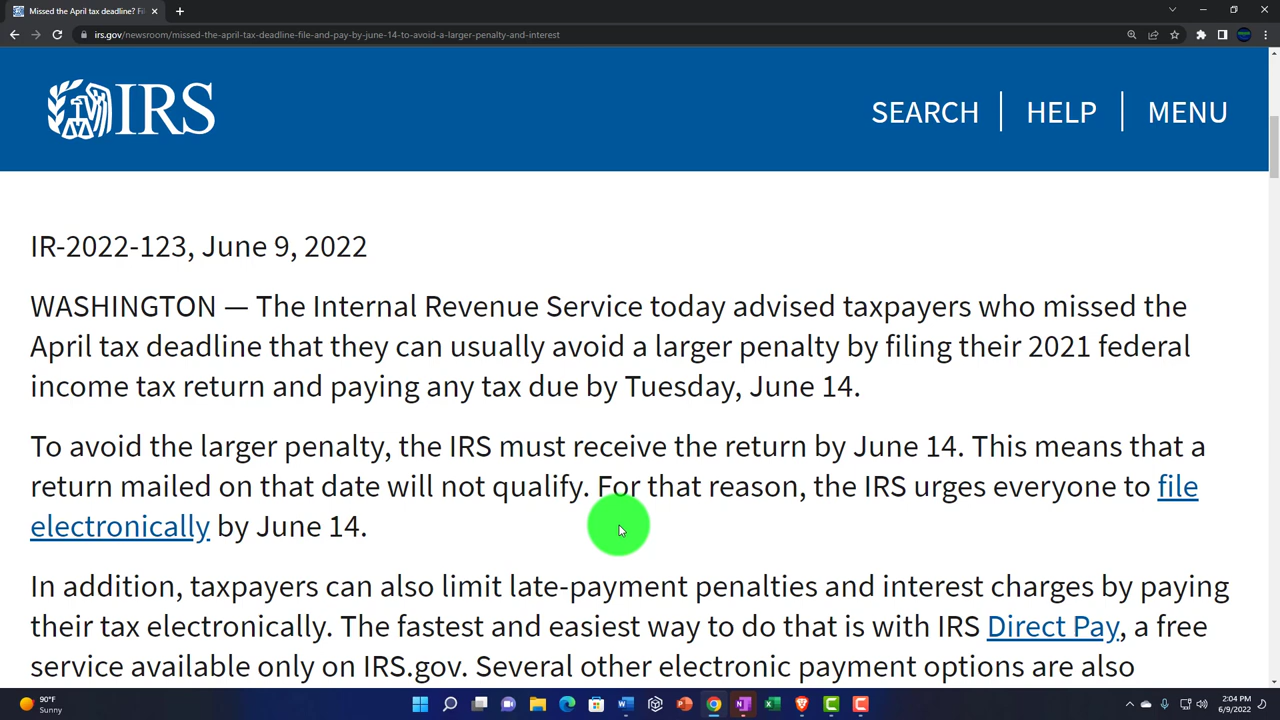 Missed the April tax deadline? Fi
irs.gov/newsroom/missed-the-april-tax-deadline-file-and-pay-by-june-14-to-avoid-a-larger-penalty-and-interest
IRS
SEARCH
HELP
MENU
IR-2022-123, June 9, 2022
WASHINGTON — The Internal Revenue Service today advised taxpayers who missed the
April tax deadline that they can usually avoid a larger penalty by filing their 2021 federal
income tax return and paying any tax due by Tuesday, June 14.
To avoid the larger penalty, the IRS must receive the return by June 14. This means that a
return mailed on that date will not qualify. For that reason, the IRS urges everyone to file
electronically by June 14.
In addition, taxpayers can also limit late-payment penalties and interest charges by paying
their tax electronically. The fastest and easiest way to do that is with IRS Direct Pay, a free
service available only on IRS.gov. Several other electronic payment options are also
90°F
Sunny
2:04 PM
6/9/2022